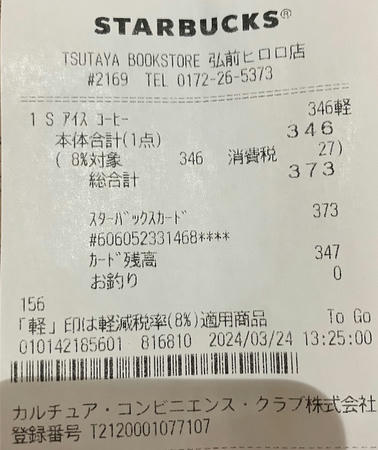 STARBUCKS®
TSUTAYA BOOKSTORE 弘前ヒロロ店
#2169 TEL 0172-26-5373
1 S ｱｲｽ ｺｰﾋｰ 346軽
本体合計(1点) 346
( 8%対象 346 消費税 27)
総合計 373
ｽﾀｰﾊﾞｯｸｽｶｰﾄﾞ 373
#606052331468****
ｶｰﾄﾞ残高 347
お釣り 0
156
「軽」印は軽減税率(8%)適用商品 To Go
010142185601 816810 2024/03/24 13:25:00
カルチュア・コンビニエンス・クラブ株式会社
登録番号 T2120001077107